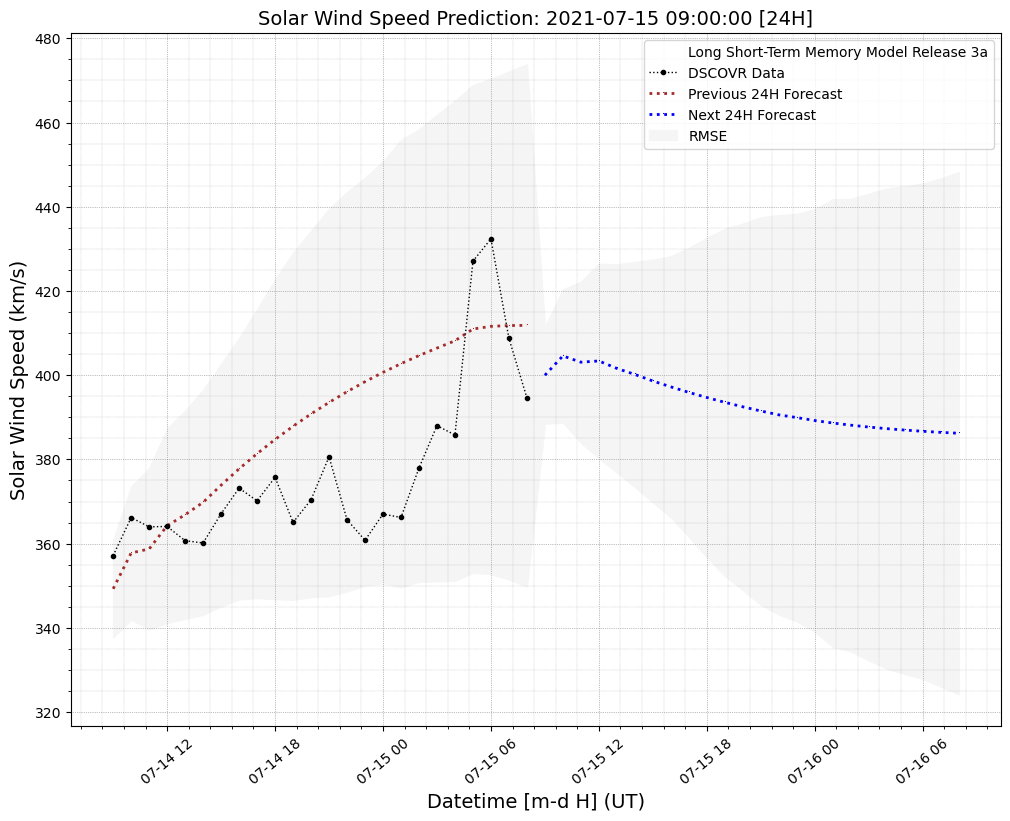 Solar Wind Speed Prediction: 2021-07-15 09:00:00 [24H]
Long Short-Term Memory Model Release 3a
DSCOVR Data
Previous 24H Forecast
Next 24H Forecast
RMSE
Solar Wind Speed (km/s)
480
460
440
420
400
380
360
340
320
07-14 12
07-14 18
07-15 00
07-15 06
07-15 12
07-15 18
07-16 00
07-16 06
Datetime [m-d H] (UT)